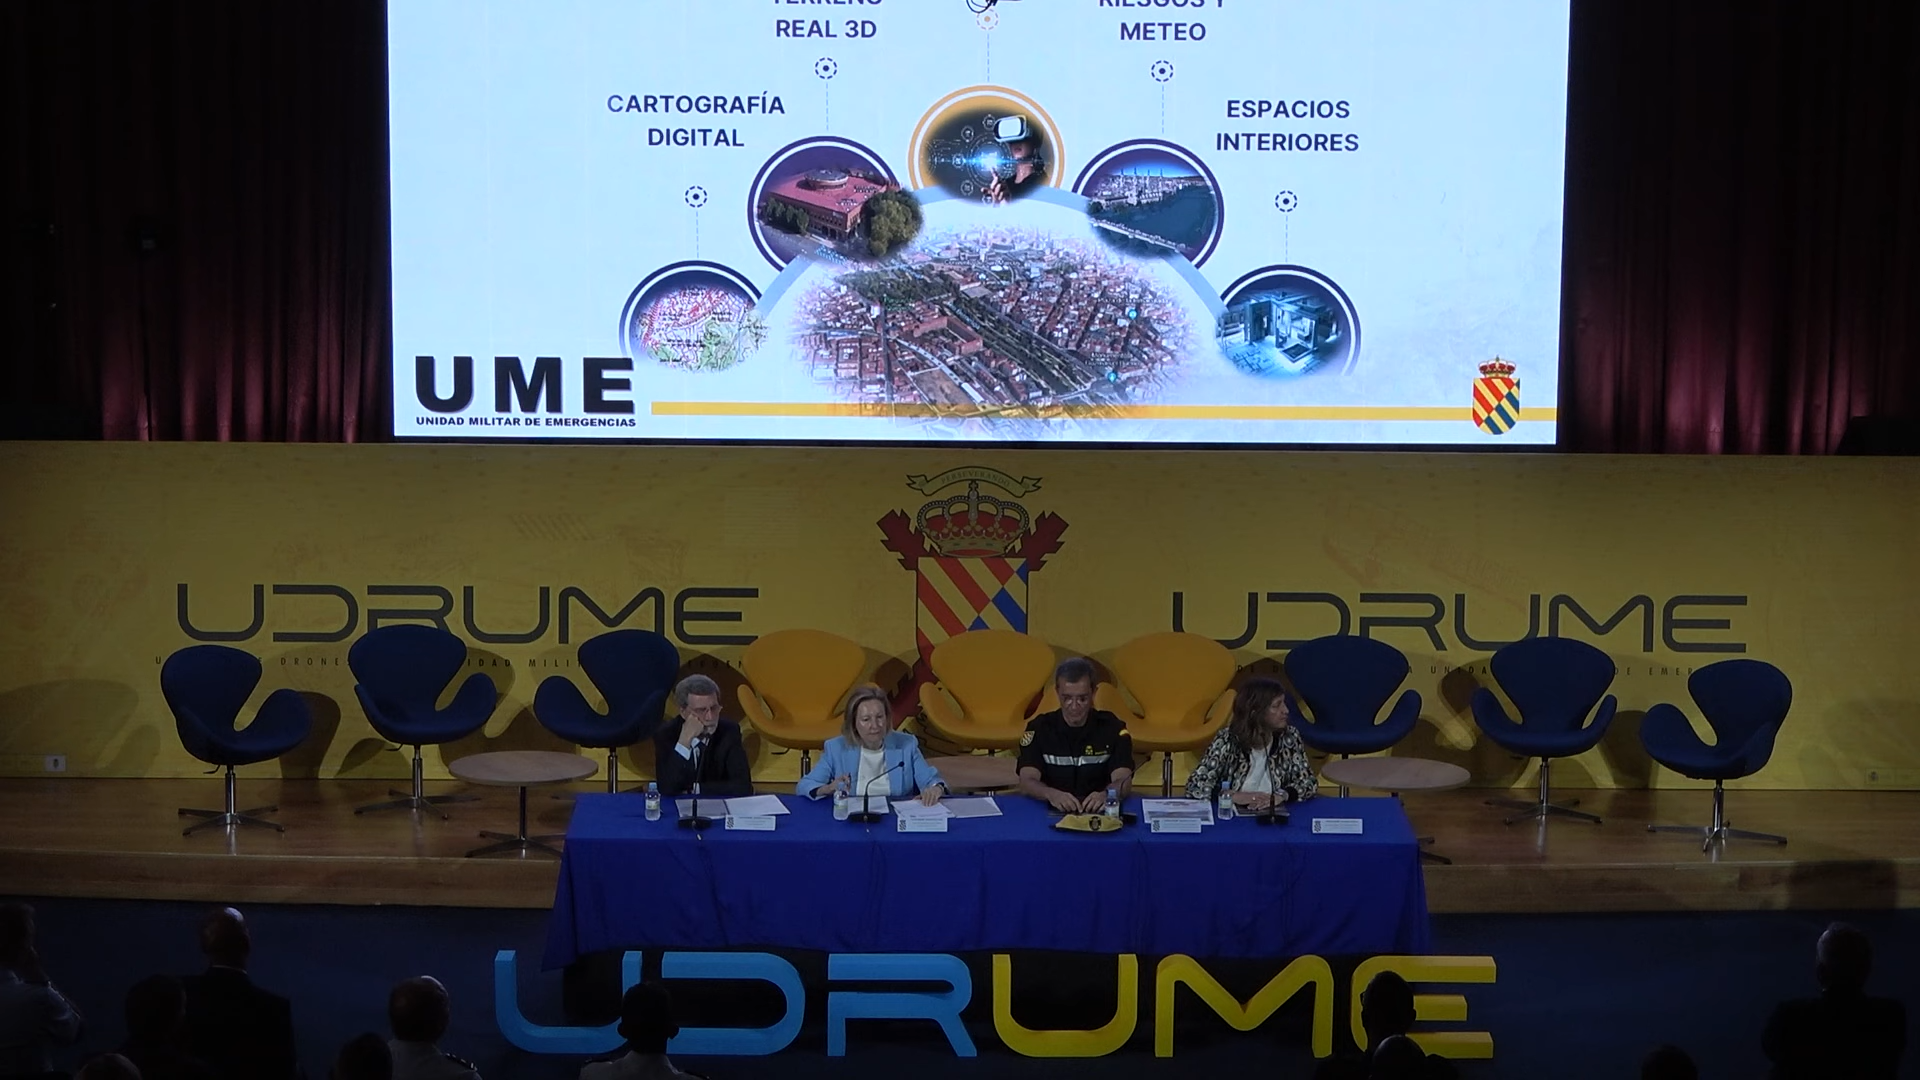 TERRENO
REAL 3D
RIESGOS Y
METEO
CARTOGRAFÍA
DIGITAL
ESPACIOS
INTERIORES
UME
UNIDAD MILITAR DE EMERGENCIAS
PERSEVERANDO
UDRUME
UDRUME
UDRUME